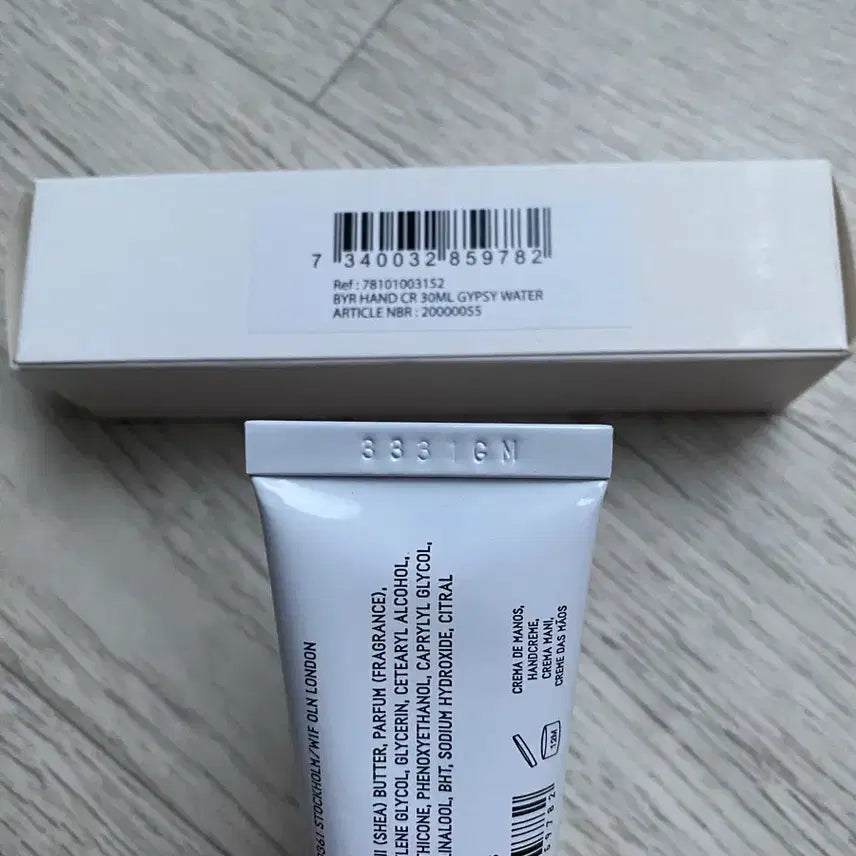 7 340032 859782
Ref : 78101003152
BYR HAND CR 30ML GYPSY WATER
ARTICLE NBR : 20000055
3331GN
STOCKHOLM/W1F OLN LONDON
(SHEA) BUTTER, PARFUM (FRAGRANCE),
GLYCOL, GLYCERIN, CETEARYL ALCOHOL,
PHENOXYETHANOL, CAPRYLYL GLYCOL,
LINALOOL, BHT, SODIUM HYDROXIDE, CITRAL
CREMA DE MANOS,
HANDCREME,
CREMA MANI,
CREME DAS MÃOS
12M